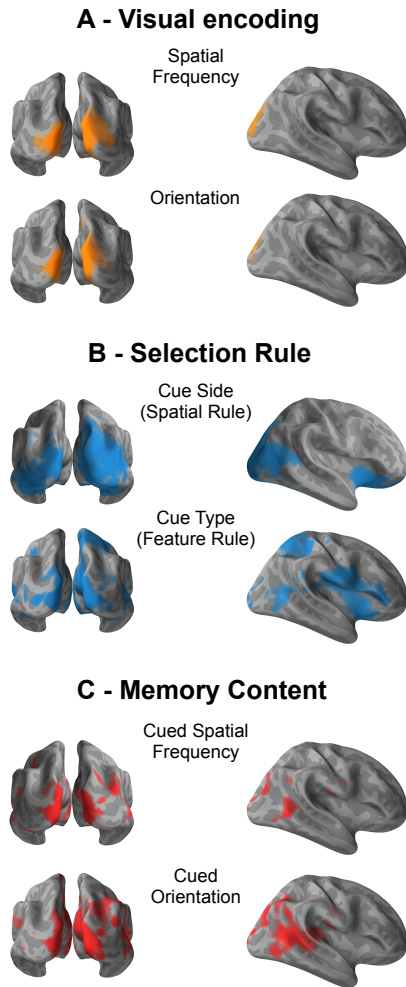 A - Visual encoding
Spatial
Frequency
Orientation
B - Selection Rule
Cue Side
(Spatial Rule)
Cue Type
(Feature Rule)
C - Memory Content
Cued Spatial
Frequency
Cued
Orientation